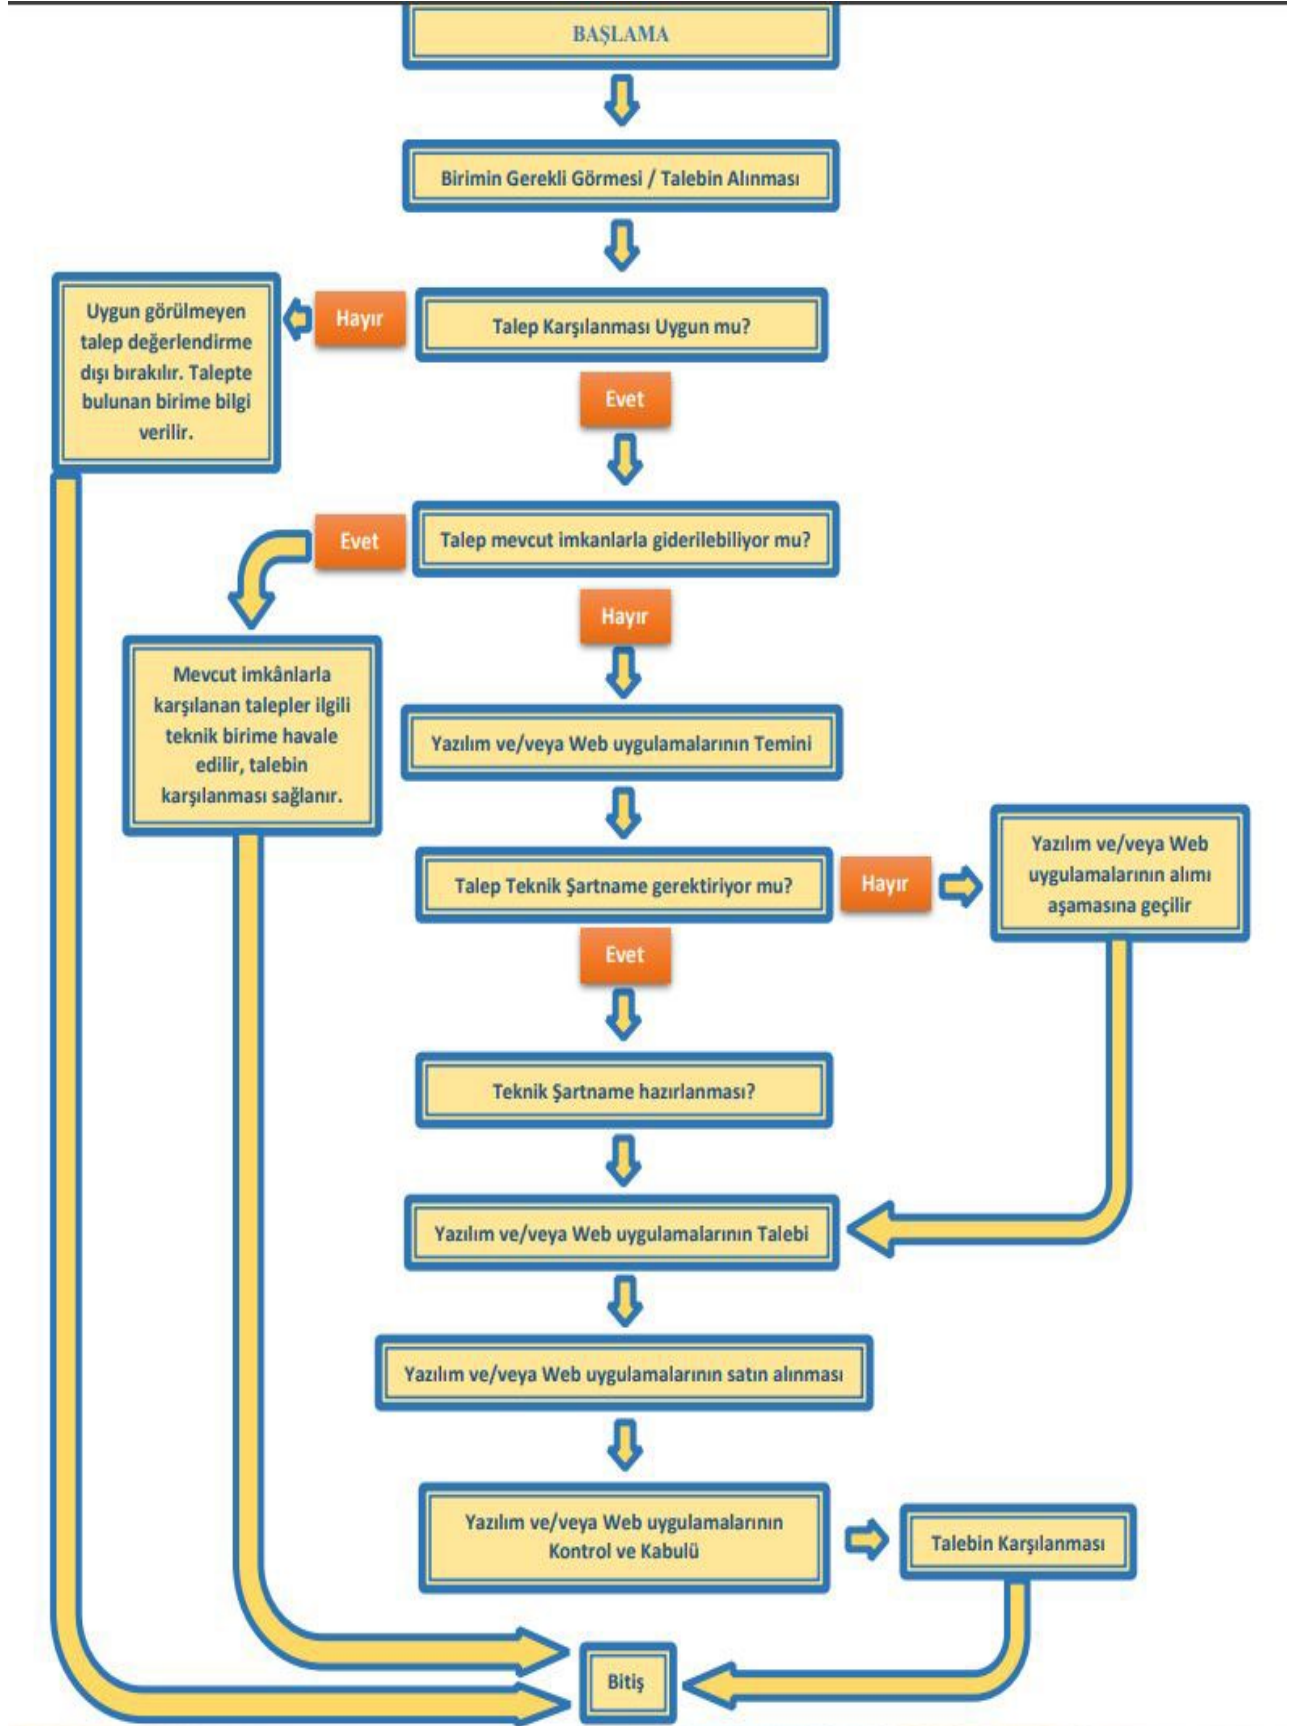 BAŞLAMA
Birimin Gerekli Görmesi / Talebin Alınması
Talep Karşılanması Uygun mu?
Hayır
Uygun görülmeyen
talep değerlendirme
dışı bırakılır. Talepte
bulunan birime bilgi
verilir.
Evet
Talep mevcut imkanlarla giderilebiliyor mu?
Evet
Mevcut imkânlarla
karşılanan talepler ilgili
teknik birime havale
edilir, talebin
karşılanması sağlanır.
Hayır
Yazılım ve/veya Web uygulamalarının Temini
Talep Teknik Şartname gerektiriyor mu?
Hayır
Yazılım ve/veya Web
uygulamalarının alımı
aşamasına geçilir
Evet
Teknik Şartname hazırlanması?
Yazılım ve/veya Web uygulamalarının Talebi
Yazılım ve/veya Web uygulamalarının satın alınması
Yazılım ve/veya Web uygulamalarının
Kontrol ve Kabulü
Talebin Karşılanması
Bitiş